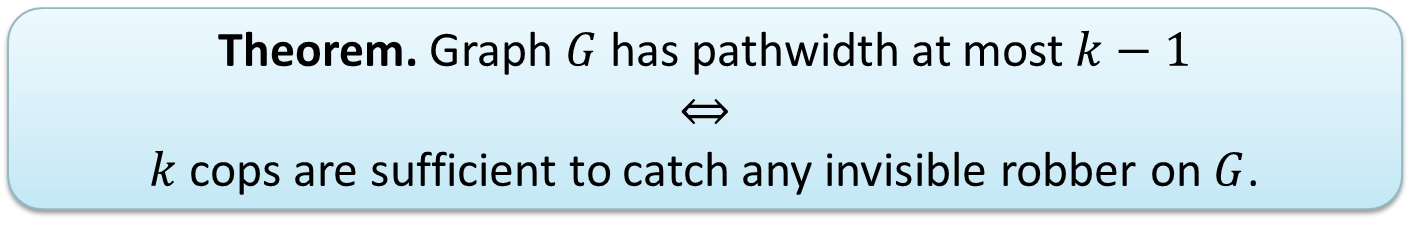 Theorem. Graph G has pathwidth at most k − 1
⇔
k cops are sufficient to catch any invisible robber on G.